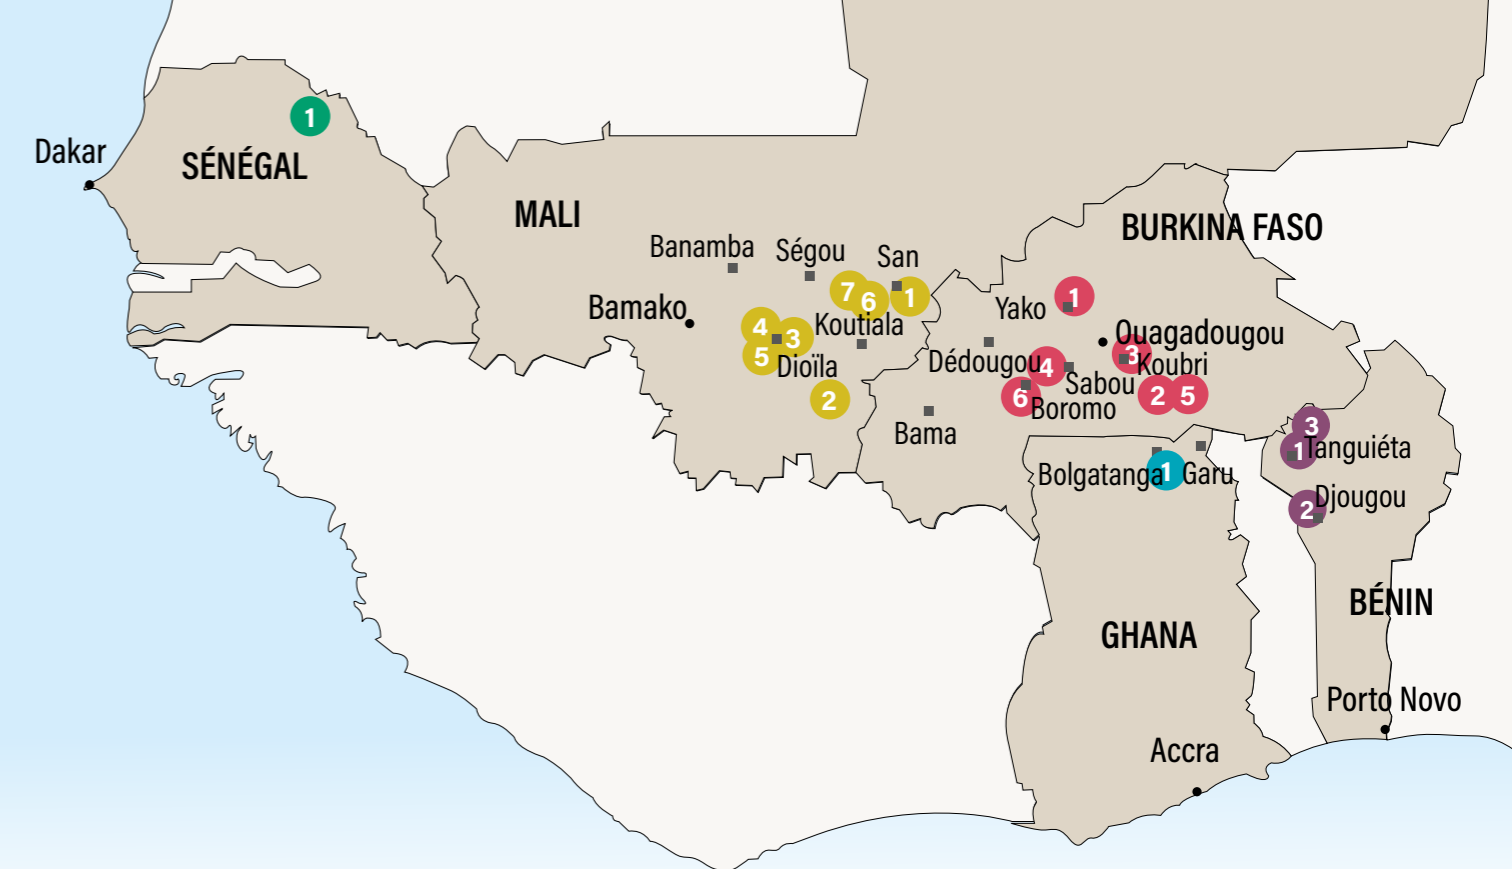 1
Dakar
SÉNÉGAL
MALI
BURKINA FASO
Banamba
Ségou
San
7
6
1
1
Bamako
Yako
4
3
Koutiala
Ouagadougou
5
Dioïla
Dédougou
4
3
Koubri
Sabou
2
6
Boromo
2
5
Bama
3
1
Tanguiéta
Bolgatanga
1
Garu
2
Djougou
BÉNIN
GHANA
Porto Novo
Accra